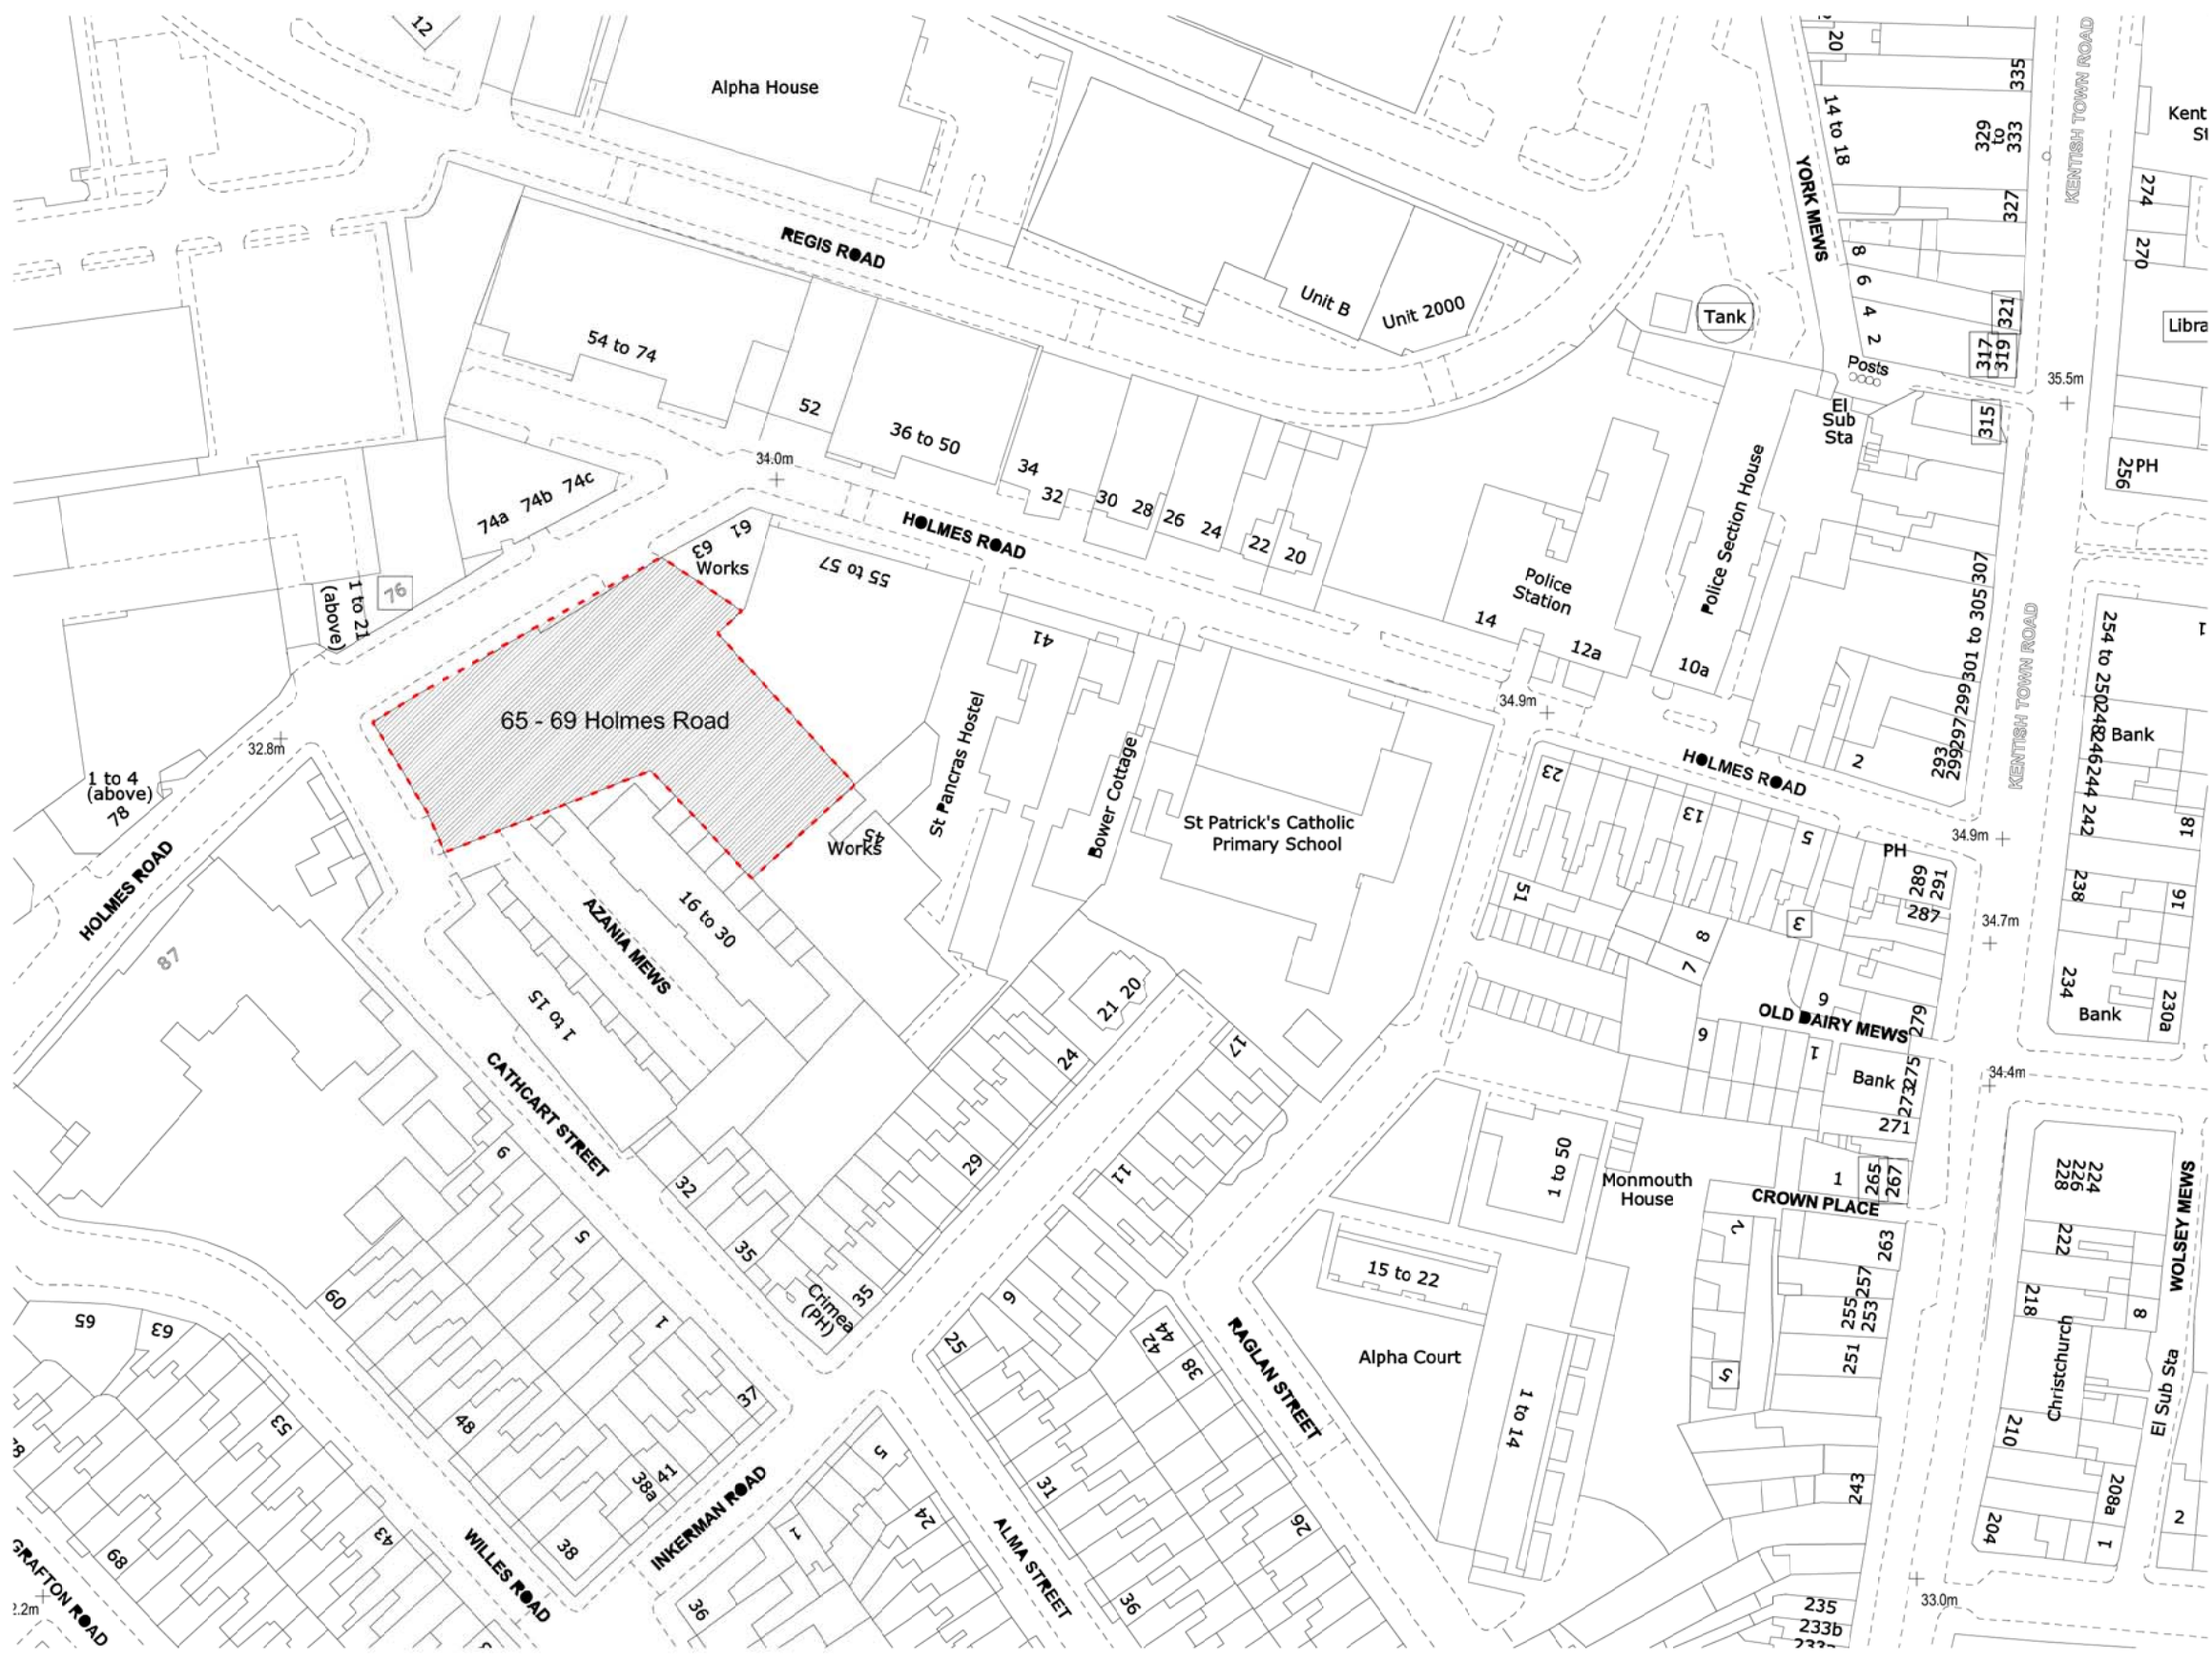 12
Alpha House
20
335
KENTISH TOWN ROAD
Kent
14 to 18
329
to
333
YORK MEWS
327
274
REGIS ROAD
8
270
6
Unit B
Unit 2000
Tank
4
321
Libra
54 to 74
2
317
319
Posts
35.5m
52
El
Sub
Sta
315
36 to 50
34.0m
34
256
PH
74a 74b 74c
32
30
28
26
24
22
20
HOLMES ROAD
61
63
Works
55 to 57
Police Section House
Police
Station
1 to 21
(above)
76
14
12a
10a
301 to 305
307
299
297
299
293
KENTISH TOWN ROAD
254 to 250
248
246
244
242
1
41
65 - 69 Holmes Road
34.9m
32.8m
St Pancras Hostel
Bower Cottage
Bank
HOLMES ROAD
2
23
13
5
1 to 4
(above)
78
St Patrick's Catholic
Primary School
18
45
Works
34.9m
PH
289
291
287
HOLMES ROAD
238
16
51
3
34.7m
87
16 to 30
AZANIA MEWS
8
7
234
230a
Bank
21 20
9
OLD DAIRY MEWS
279
1 to 15
6
1
17
24
CATHCART STREET
34.4m
Bank
275
273
271
9
29
11
1 to 50
Monmouth
House
1
265
267
CROWN PLACE
224
226
228
WOLSEY MEWS
32
5
35
2
263
222
15 to 22
257
255
253
218
8
Crimea
(PH)
35
60
9
65
63
1
25
44
42
38
RAGLAN STREET
Alpha Court
251
Christchurch
El Sub Sta
5
37
53
48
1 to 14
210
38a
41
5
31
243
208a
INKERMAN ROAD
24
26
204
1
2
43
38
1
ALMA STREET
89
WILLES ROAD
GRAFTON ROAD
2.2m
36
36
33.0m
235
233b